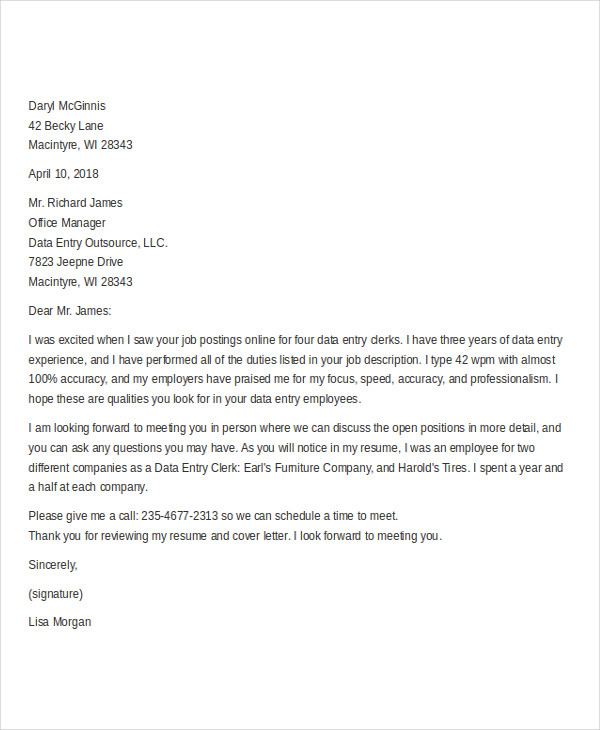 Daryl McGinnis
42 Becky Lane
Macintyre, WI 28343
April 10, 2018
Mr. Richard James
Office Manager
Data Entry Outsource, LLC.
7823 Jeepne Drive
Macintyre, WI 28343
Dear Mr. James:
I was excited when I saw your job postings online for four data entry clerks. I have three years of data entry
experience, and I have performed all of the duties listed in your job description. I type 42 wpm with almost
100% accuracy, and my employers have praised me for my focus, speed, accuracy, and professionalism. I
hope these are qualities you look for in your data entry employees.
I am looking forward to meeting you in person where we can discuss the open positions in more detail, and
you can ask any questions you may have. As you will notice in my resume, I was an employee for two
different companies as a Data Entry Clerk: Earl's Furniture Company, and Harold's Tires. I spent a year and
a half at each company.
Please give me a call: 235-4677-2313 so we can schedule a time to meet.
Thank you for reviewing my resume and cover letter. I look forward to meeting you.
Sincerely,
(signature)
Lisa Morgan